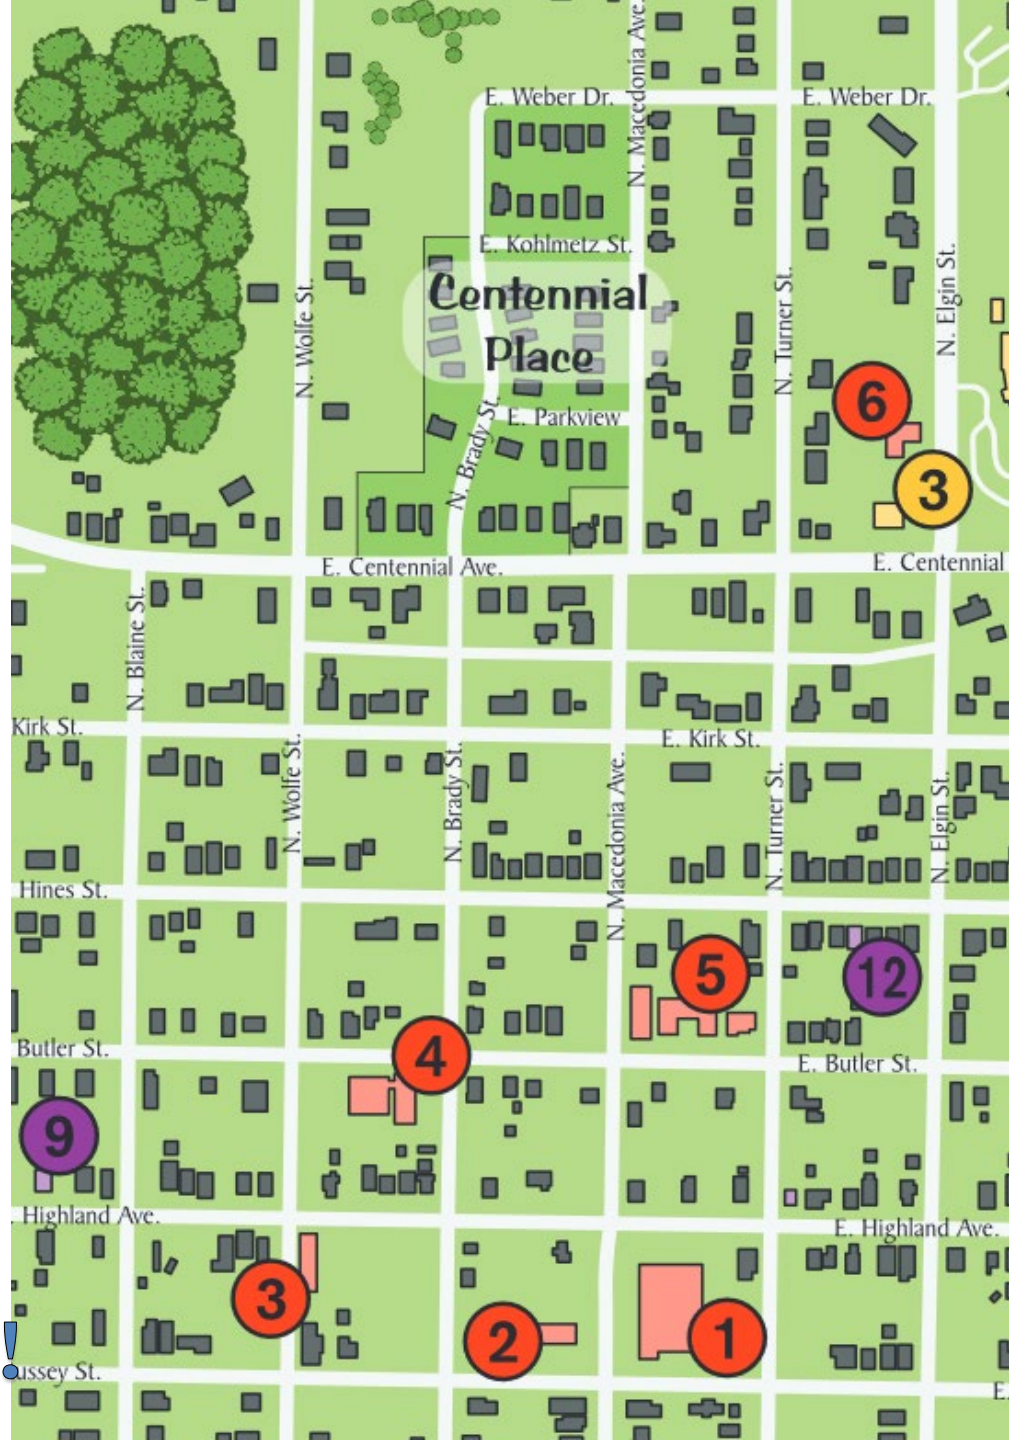 N. Macedonia Ave.
E. Weber Dr.
E. Weber Dr.
E. Kohlmetz St.
N. Wolfe St.
Centennial
Place
N. Turner St.
N. Elgin St.
6
E. Parkview
N. Brady St.
3
E. Centennial Ave.
E. Centennial
N. Blaine St.
Kirk St.
E. Kirk St.
N. Wolfe St.
N. Brady St.
N. Macedonia Ave.
N. Turner St.
N. Elgin St.
Hines St.
5
12
4
Butler St.
E. Butler St.
9
. Highland Ave.
E. Highland Ave.
3
2
1
!
ussey St.
E.